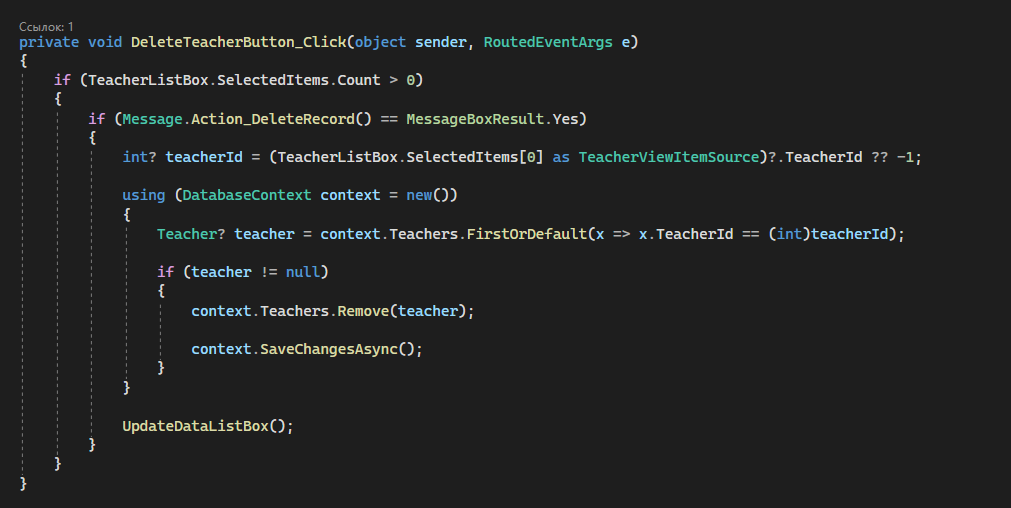 Ссылок: 1
private void DeleteTeacherButton_Click(object sender, RoutedEventArgs e)
{
if (TeacherListBox.SelectedItems.Count > 0)
{
if (Message.Action_DeleteRecord() == MessageBoxResult.Yes)
{
int? teacherId = (TeacherListBox.SelectedItems[0] as TeacherViewItemSource)?.TeacherId ?? -1;
using (DatabaseContext context = new())
{
Teacher? teacher = context.Teachers.FirstOrDefault(x => x.TeacherId == (int)teacherId);
if (teacher != null)
{
context.Teachers.Remove(teacher);
context.SaveChangesAsync();
}
}
UpdateDataListBox();
}
}
}